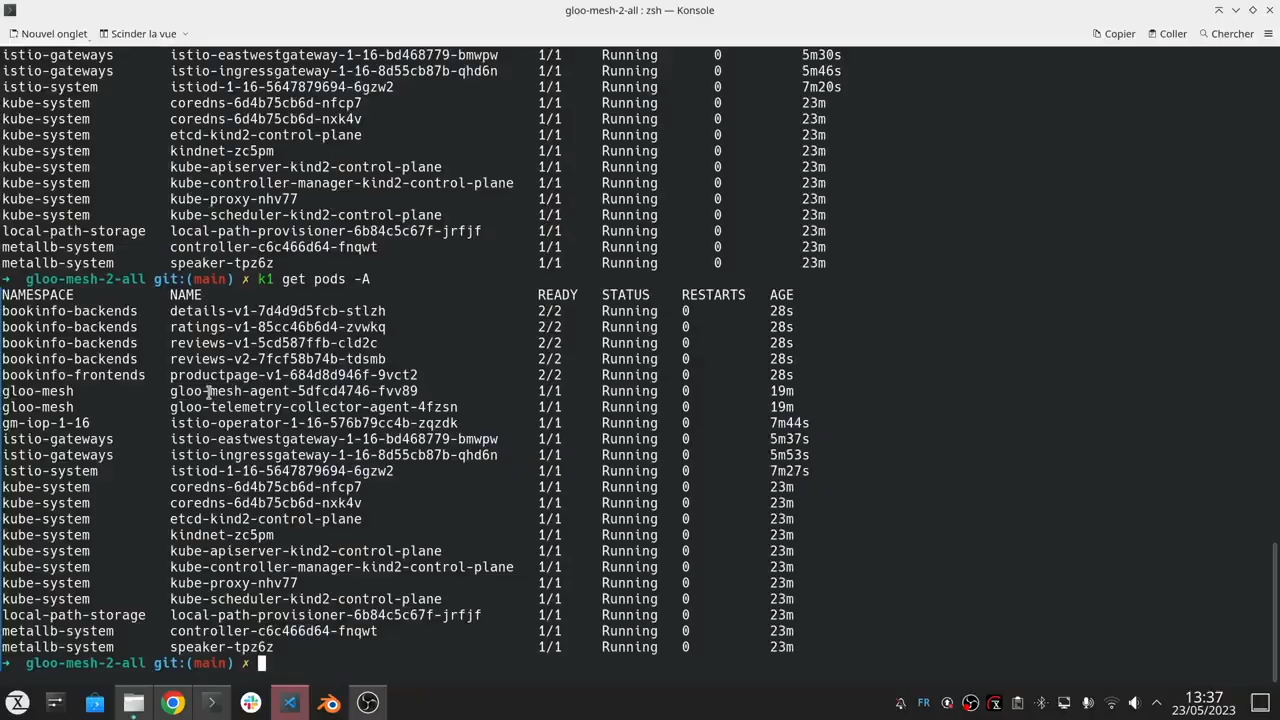 gloo-mesh-2-all : zsh — Konsole
Nouvel onglet Scinder la vue Copier Coller Chercher
istio-gateways istio-eastwestgateway-1-16-bd468779-bmwpw 1/1 Running 0 5m30s
istio-gateways istio-ingressgateway-1-16-8d55cb87b-qhd6n 1/1 Running 0 5m46s
istio-system istiod-1-16-5647879694-6gzw2 1/1 Running 0 7m20s
kube-system coredns-6d4b75cb6d-nfcp7 1/1 Running 0 23m
kube-system coredns-6d4b75cb6d-nxk4v 1/1 Running 0 23m
kube-system etcd-kind2-control-plane 1/1 Running 0 23m
kube-system kindnet-zc5pm 1/1 Running 0 23m
kube-system kube-apiserver-kind2-control-plane 1/1 Running 0 23m
kube-system kube-controller-manager-kind2-control-plane 1/1 Running 0 23m
kube-system kube-proxy-nhv77 1/1 Running 0 23m
kube-system kube-scheduler-kind2-control-plane 1/1 Running 0 23m
local-path-storage local-path-provisioner-6b84c5c67f-jrfjf 1/1 Running 0 23m
metallb-system controller-c6c466d64-fnqwt 1/1 Running 0 23m
metallb-system speaker-tpz6z 1/1 Running 0 23m
➜ gloo-mesh-2-all git:(main) ✗ k1 get pods -A
NAMESPACE NAME READY STATUS RESTARTS AGE
bookinfo-backends details-v1-7d4d9d5fcb-stlzh 2/2 Running 0 28s
bookinfo-backends ratings-v1-85cc46b6d4-zvwkq 2/2 Running 0 28s
bookinfo-backends reviews-v1-5cd587ffb-cld2c 2/2 Running 0 28s
bookinfo-backends reviews-v2-7fcf58b74b-tdsmb 2/2 Running 0 28s
bookinfo-frontends productpage-v1-684d8d946f-9vct2 2/2 Running 0 28s
gloo-mesh gloo-mesh-agent-5dfcd4746-fvv89 1/1 Running 0 19m
gloo-mesh gloo-telemetry-collector-agent-4fzsn 1/1 Running 0 19m
gm-iop-1-16 istio-operator-1-16-576b79cc4b-zqzdk 1/1 Running 0 7m44s
istio-gateways istio-eastwestgateway-1-16-bd468779-bmwpw 1/1 Running 0 5m37s
istio-gateways istio-ingressgateway-1-16-8d55cb87b-qhd6n 1/1 Running 0 5m53s
istio-system istiod-1-16-5647879694-6gzw2 1/1 Running 0 7m27s
kube-system coredns-6d4b75cb6d-nfcp7 1/1 Running 0 23m
kube-system coredns-6d4b75cb6d-nxk4v 1/1 Running 0 23m
kube-system etcd-kind2-control-plane 1/1 Running 0 23m
kube-system kindnet-zc5pm 1/1 Running 0 23m
kube-system kube-apiserver-kind2-control-plane 1/1 Running 0 23m
kube-system kube-controller-manager-kind2-control-plane 1/1 Running 0 23m
kube-system kube-proxy-nhv77 1/1 Running 0 23m
kube-system kube-scheduler-kind2-control-plane 1/1 Running 0 23m
local-path-storage local-path-provisioner-6b84c5c67f-jrfjf 1/1 Running 0 23m
metallb-system controller-c6c466d64-fnqwt 1/1 Running 0 23m
metallb-system speaker-tpz6z 1/1 Running 0 23m
➜ gloo-mesh-2-all git:(main) ✗
FR 13:37
23/05/2023